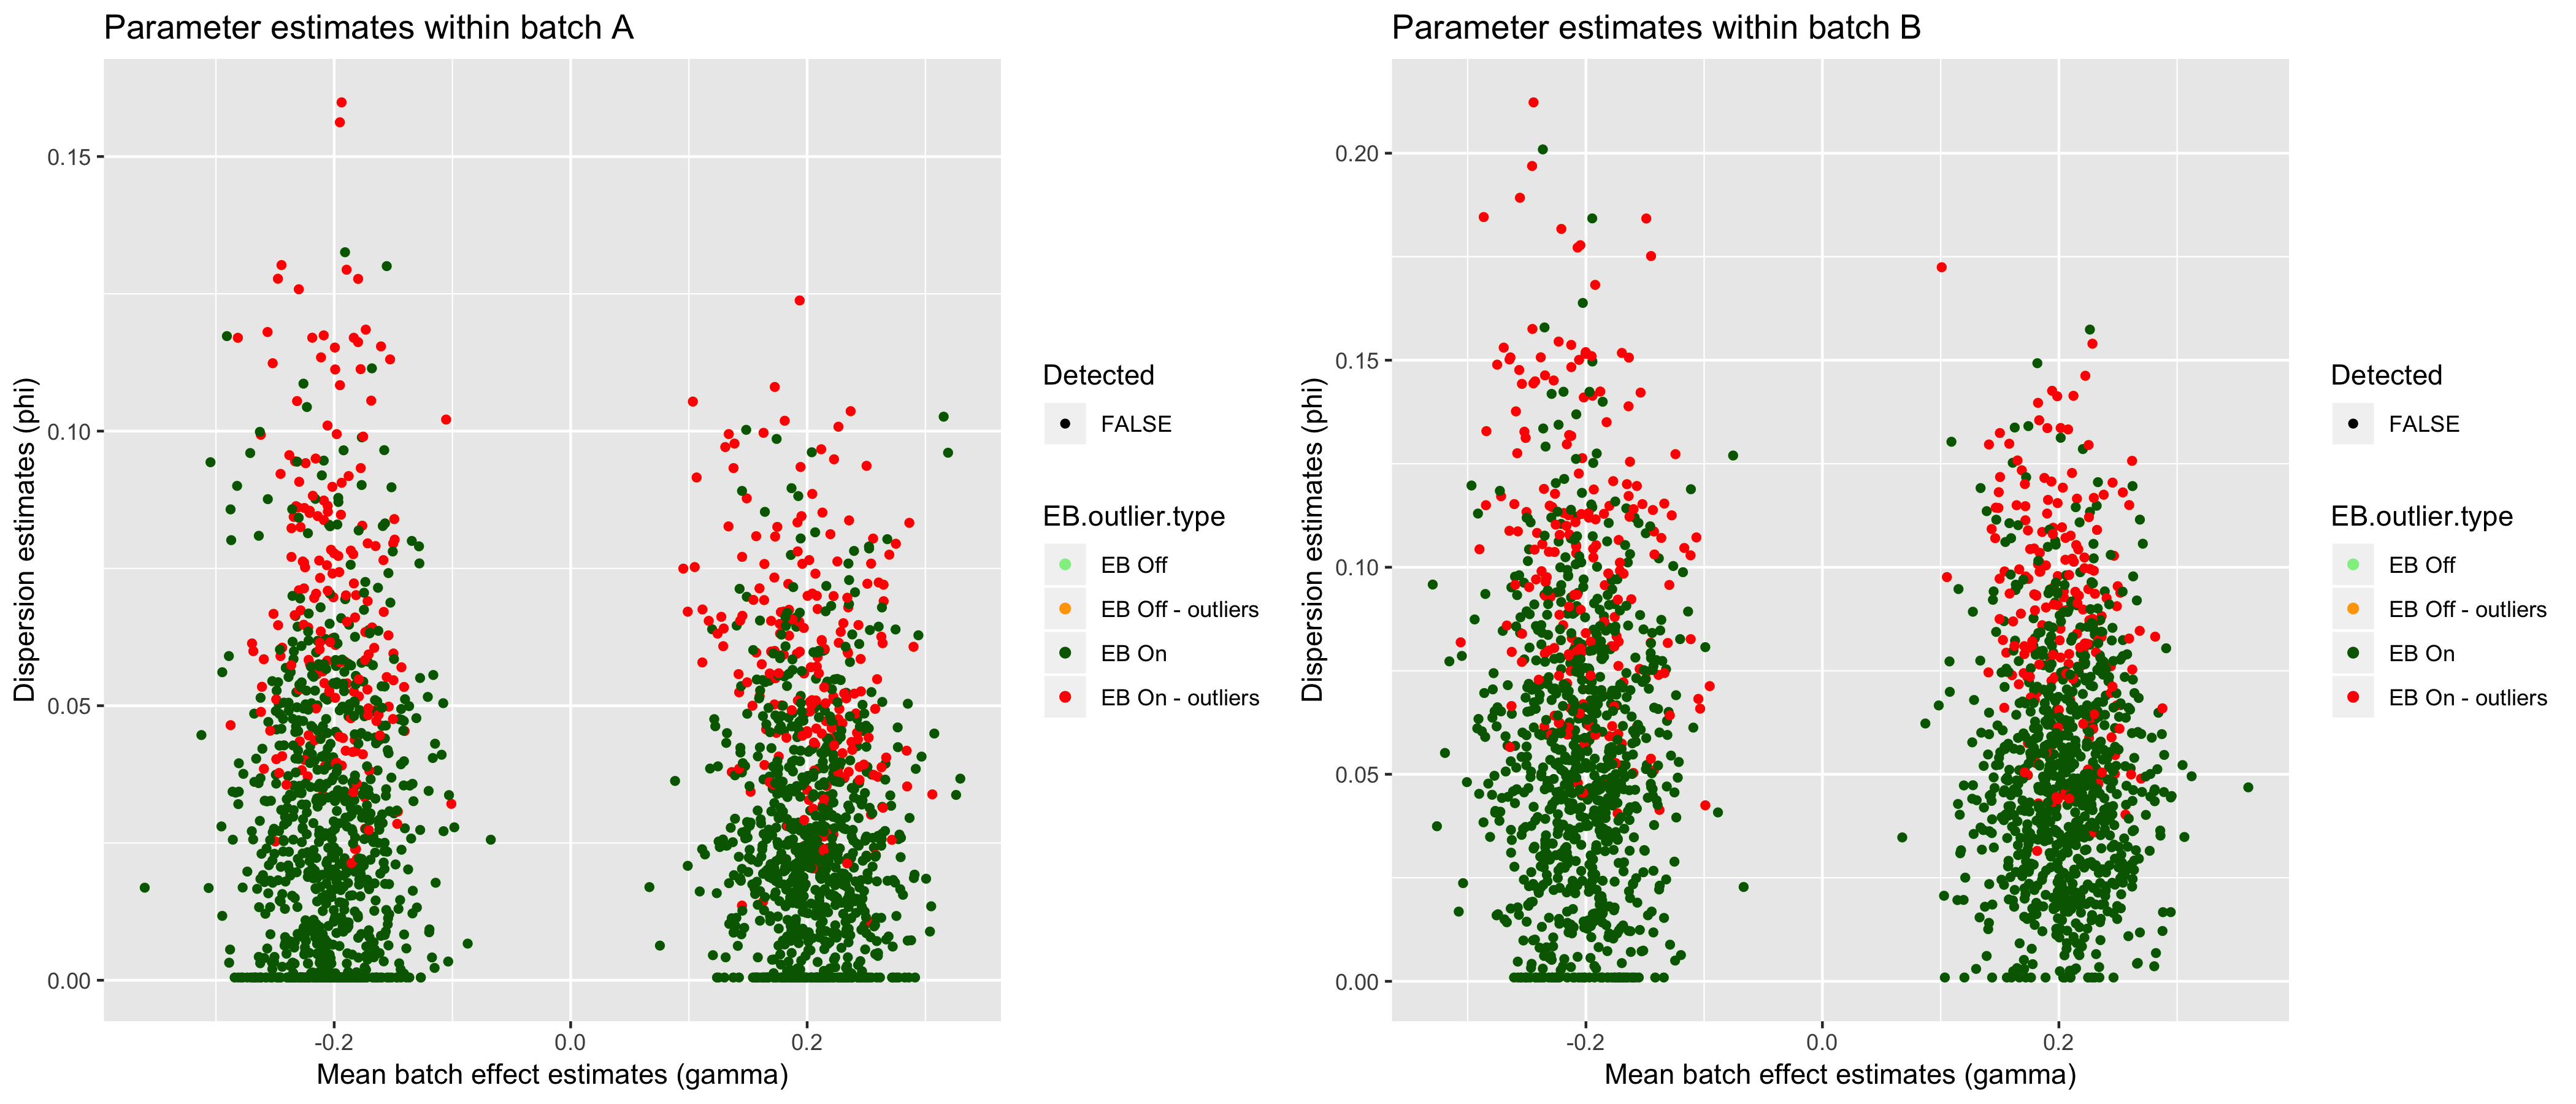 Parameter estimates within batch A
Dispersion estimates (phi)
0.15
0.10
0.05
0.00
-0.2
0.0
0.2
Mean batch effect estimates (gamma)
Detected
FALSE
EB.outlier.type
EB Off
EB Off - outliers
EB On
EB On - outliers
Parameter estimates within batch B
Dispersion estimates (phi)
0.20
0.15
0.10
0.05
0.00
-0.2
0.0
0.2
Mean batch effect estimates (gamma)
Detected
FALSE
EB.outlier.type
EB Off
EB Off - outliers
EB On
EB On - outliers